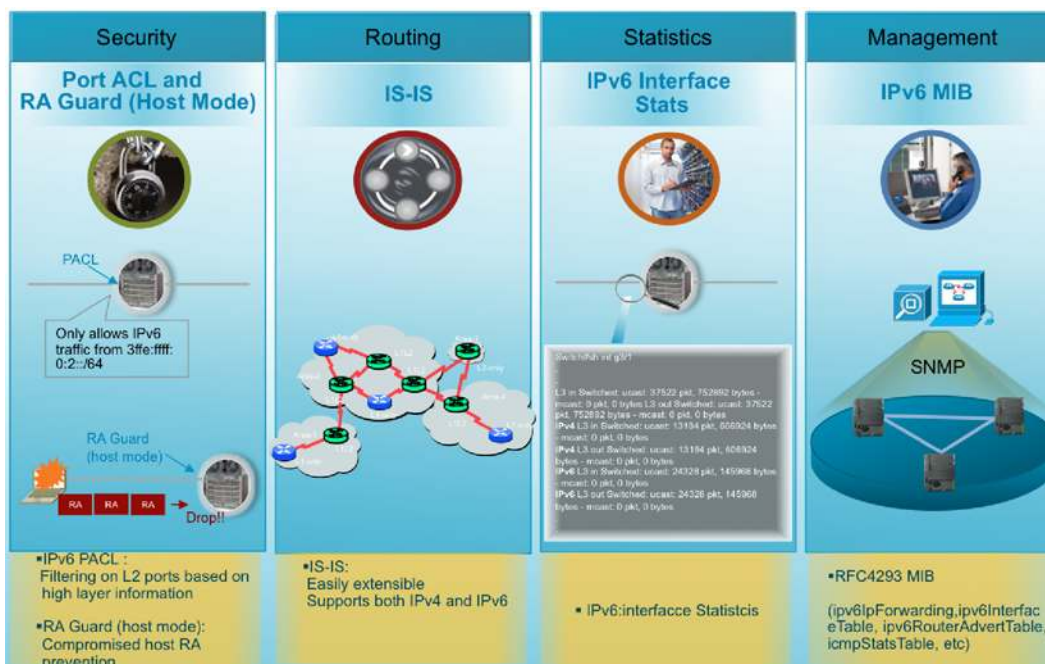 Security
Port ACL and
RA Guard (Host Mode)
PACL
Only allows IPv6
traffic from 3ffe:ffff:
0:2::/64
RA Guard
(host mode)
RA RA RA
Drop!!
▪IPv6 PACL :
Filtering on L2 ports based on
high layer information
▪RA Guard (host mode):
Compromised host RA
prevention
Routing
IS-IS
▪IS-IS:
Easily extensible
Supports both IPv4 and IPv6
Statistics
IPv6 Interface
Stats
Switch#sh int g3/1
L3 in Switched: ucast: 37522 pkt, 752892 bytes -
mcast: 0 pkt, 0 bytes L3 out Switched: ucast: 37522
pkt, 752892 bytes - mcast: 0 pkt, 0 bytes
IPv4 L3 in Switched: ucast: 13194 pkt, 606924 bytes
- mcast: 0 pkt, 0 bytes
IPv4 L3 out Switched: ucast: 13194 pkt, 606924
bytes - mcast: 0 pkt, 0 bytes
IPv6 L3 in Switched: ucast: 24328 pkt, 145968 bytes
- mcast: 0 pkt, 0 bytes
IPv6 L3 out Switched: ucast: 24328 pkt, 145968
bytes - mcast: 0 pkt, 0 bytes
▪ IPv6:interfacce Statistcis
Management
IPv6 MIB
SNMP
▪RFC4293 MIB
(ipv6IpForwarding,ipv6Interfac
eTable, ipv6RouterAdvertTable,
icmpStatsTable, etc)